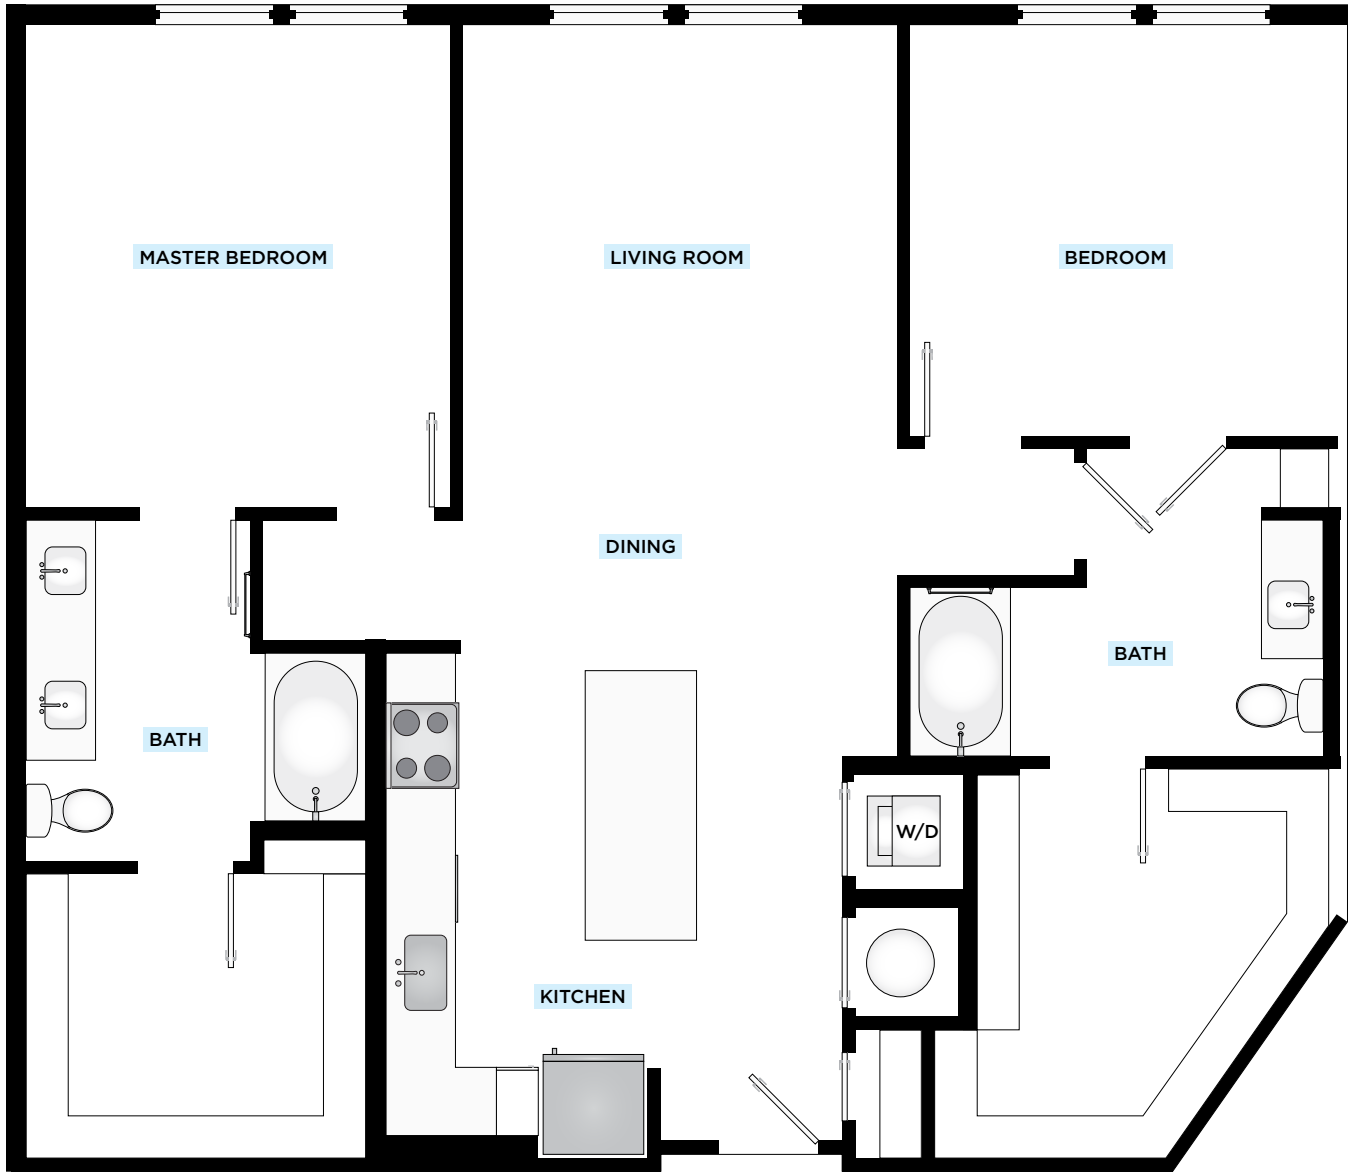 MASTER BEDROOM
LIVING ROOM
BEDROOM
DINING
BATH
BATH
W/D
KITCHEN